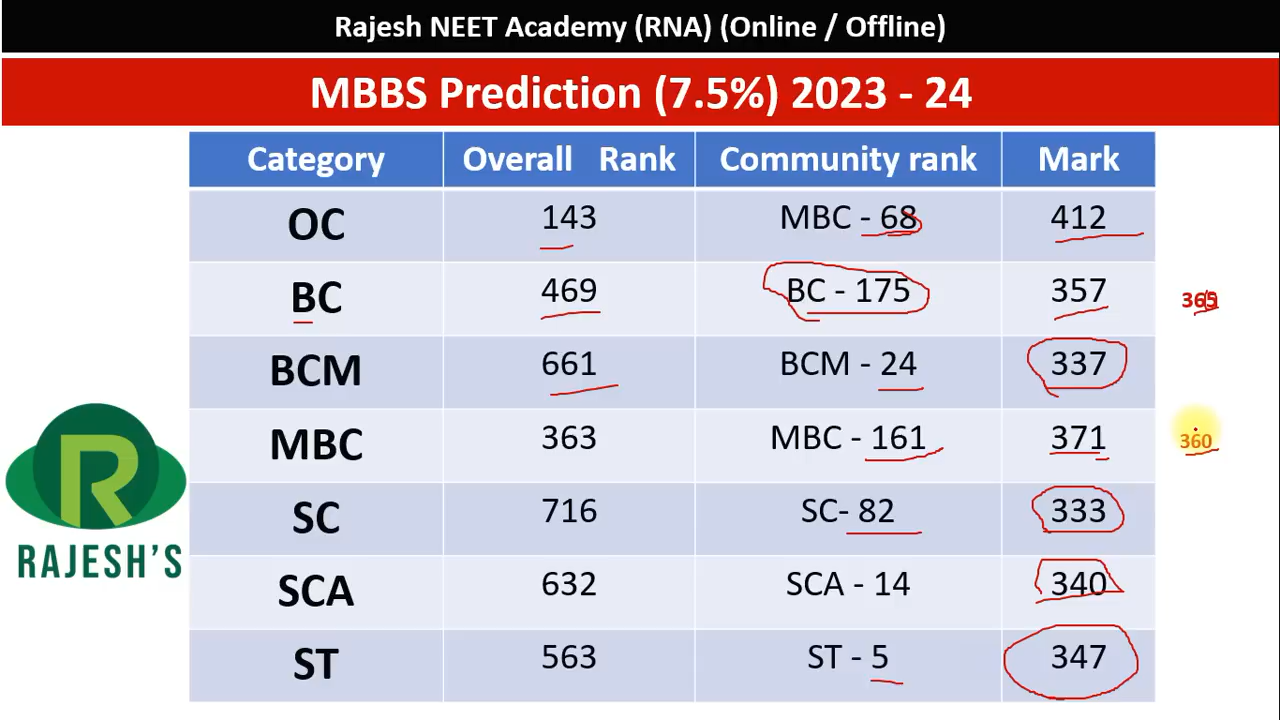 Rajesh NEET Academy (RNA) (Online / Offline)
MBBS Prediction (7.5%) 2023 - 24
Category Overall Rank Community rank Mark
OC 143 MBC - 68 412
BC 469 BC - 175 357 365
BCM 661 BCM - 24 337
MBC 363 MBC - 161 371 360
SC 716 SC- 82 333
SCA 632 SCA - 14 340
ST 563 ST - 5 347
R
RAJESH'S